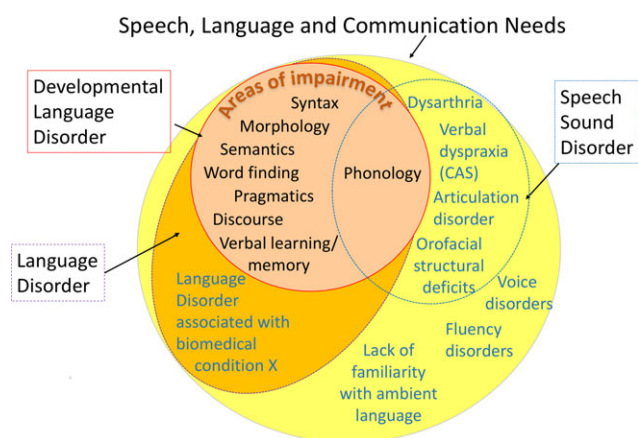 Speech, Language and Communication Needs
Developmental
Language
Disorder
Areas of impairment
Syntax
Morphology
Semantics
Word finding
Pragmatics
Discourse
Verbal learning/
memory
Phonology
Dysarthria
Verbal
dyspraxia
(CAS)
Articulation
disorder
Orofacial
structural
deficits
Speech
Sound
Disorder
Language
Disorder
Language
Disorder
associated with
biomedical
condition X
Voice
disorders
Fluency
disorders
Lack of
familiarity
with ambient
language